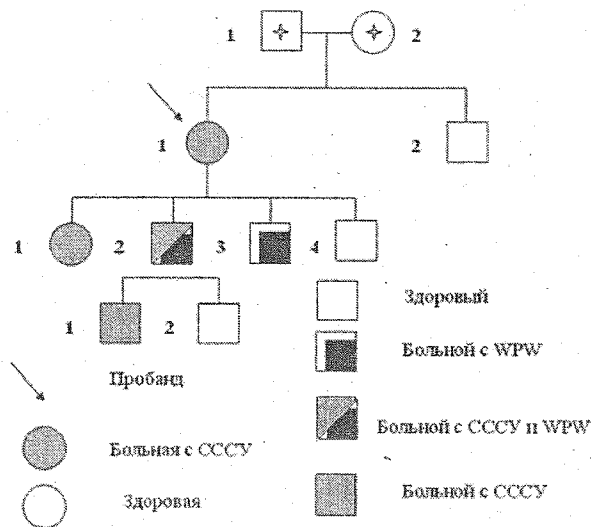 1 2
1 2
1 2 3 4
1 2
Здоровый
Больной с WPW
Пробанд
Больной с СССУ и WPW
Больная с СССУ
Больной с СССУ
Здоровая